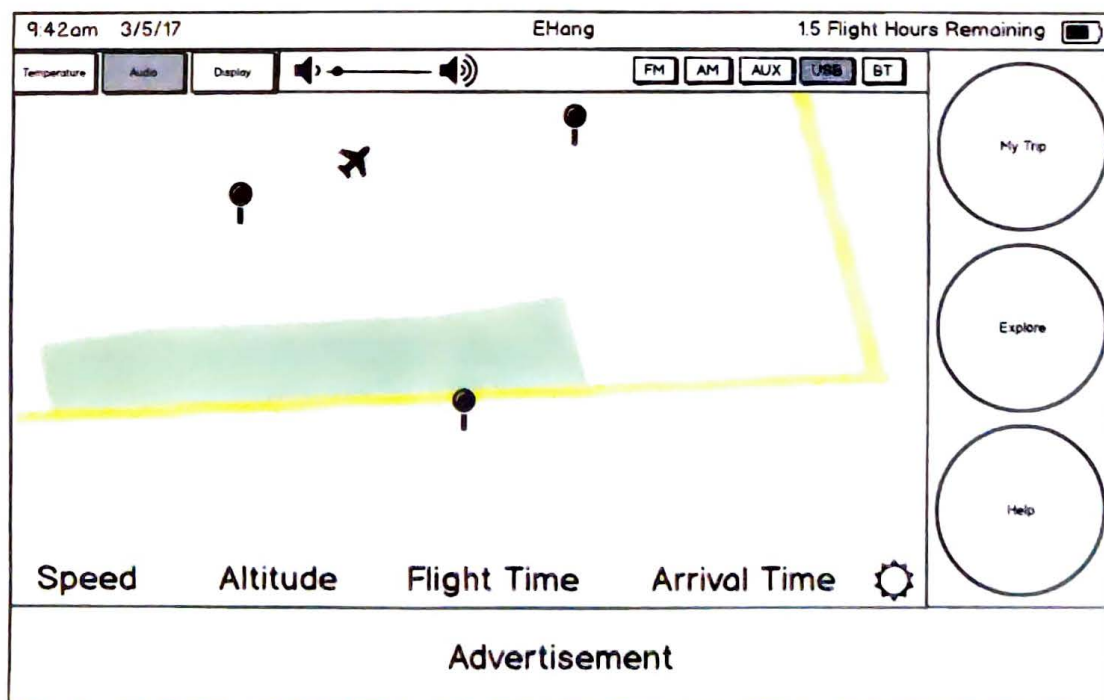 9:42am 3/5/17 EHang 1.5 Flight Hours Remaining
Temperature Audio Display FM AM AUX USB BT
My Trip
Explore
Help
Speed Altitude Flight Time Arrival Time
Advertisement